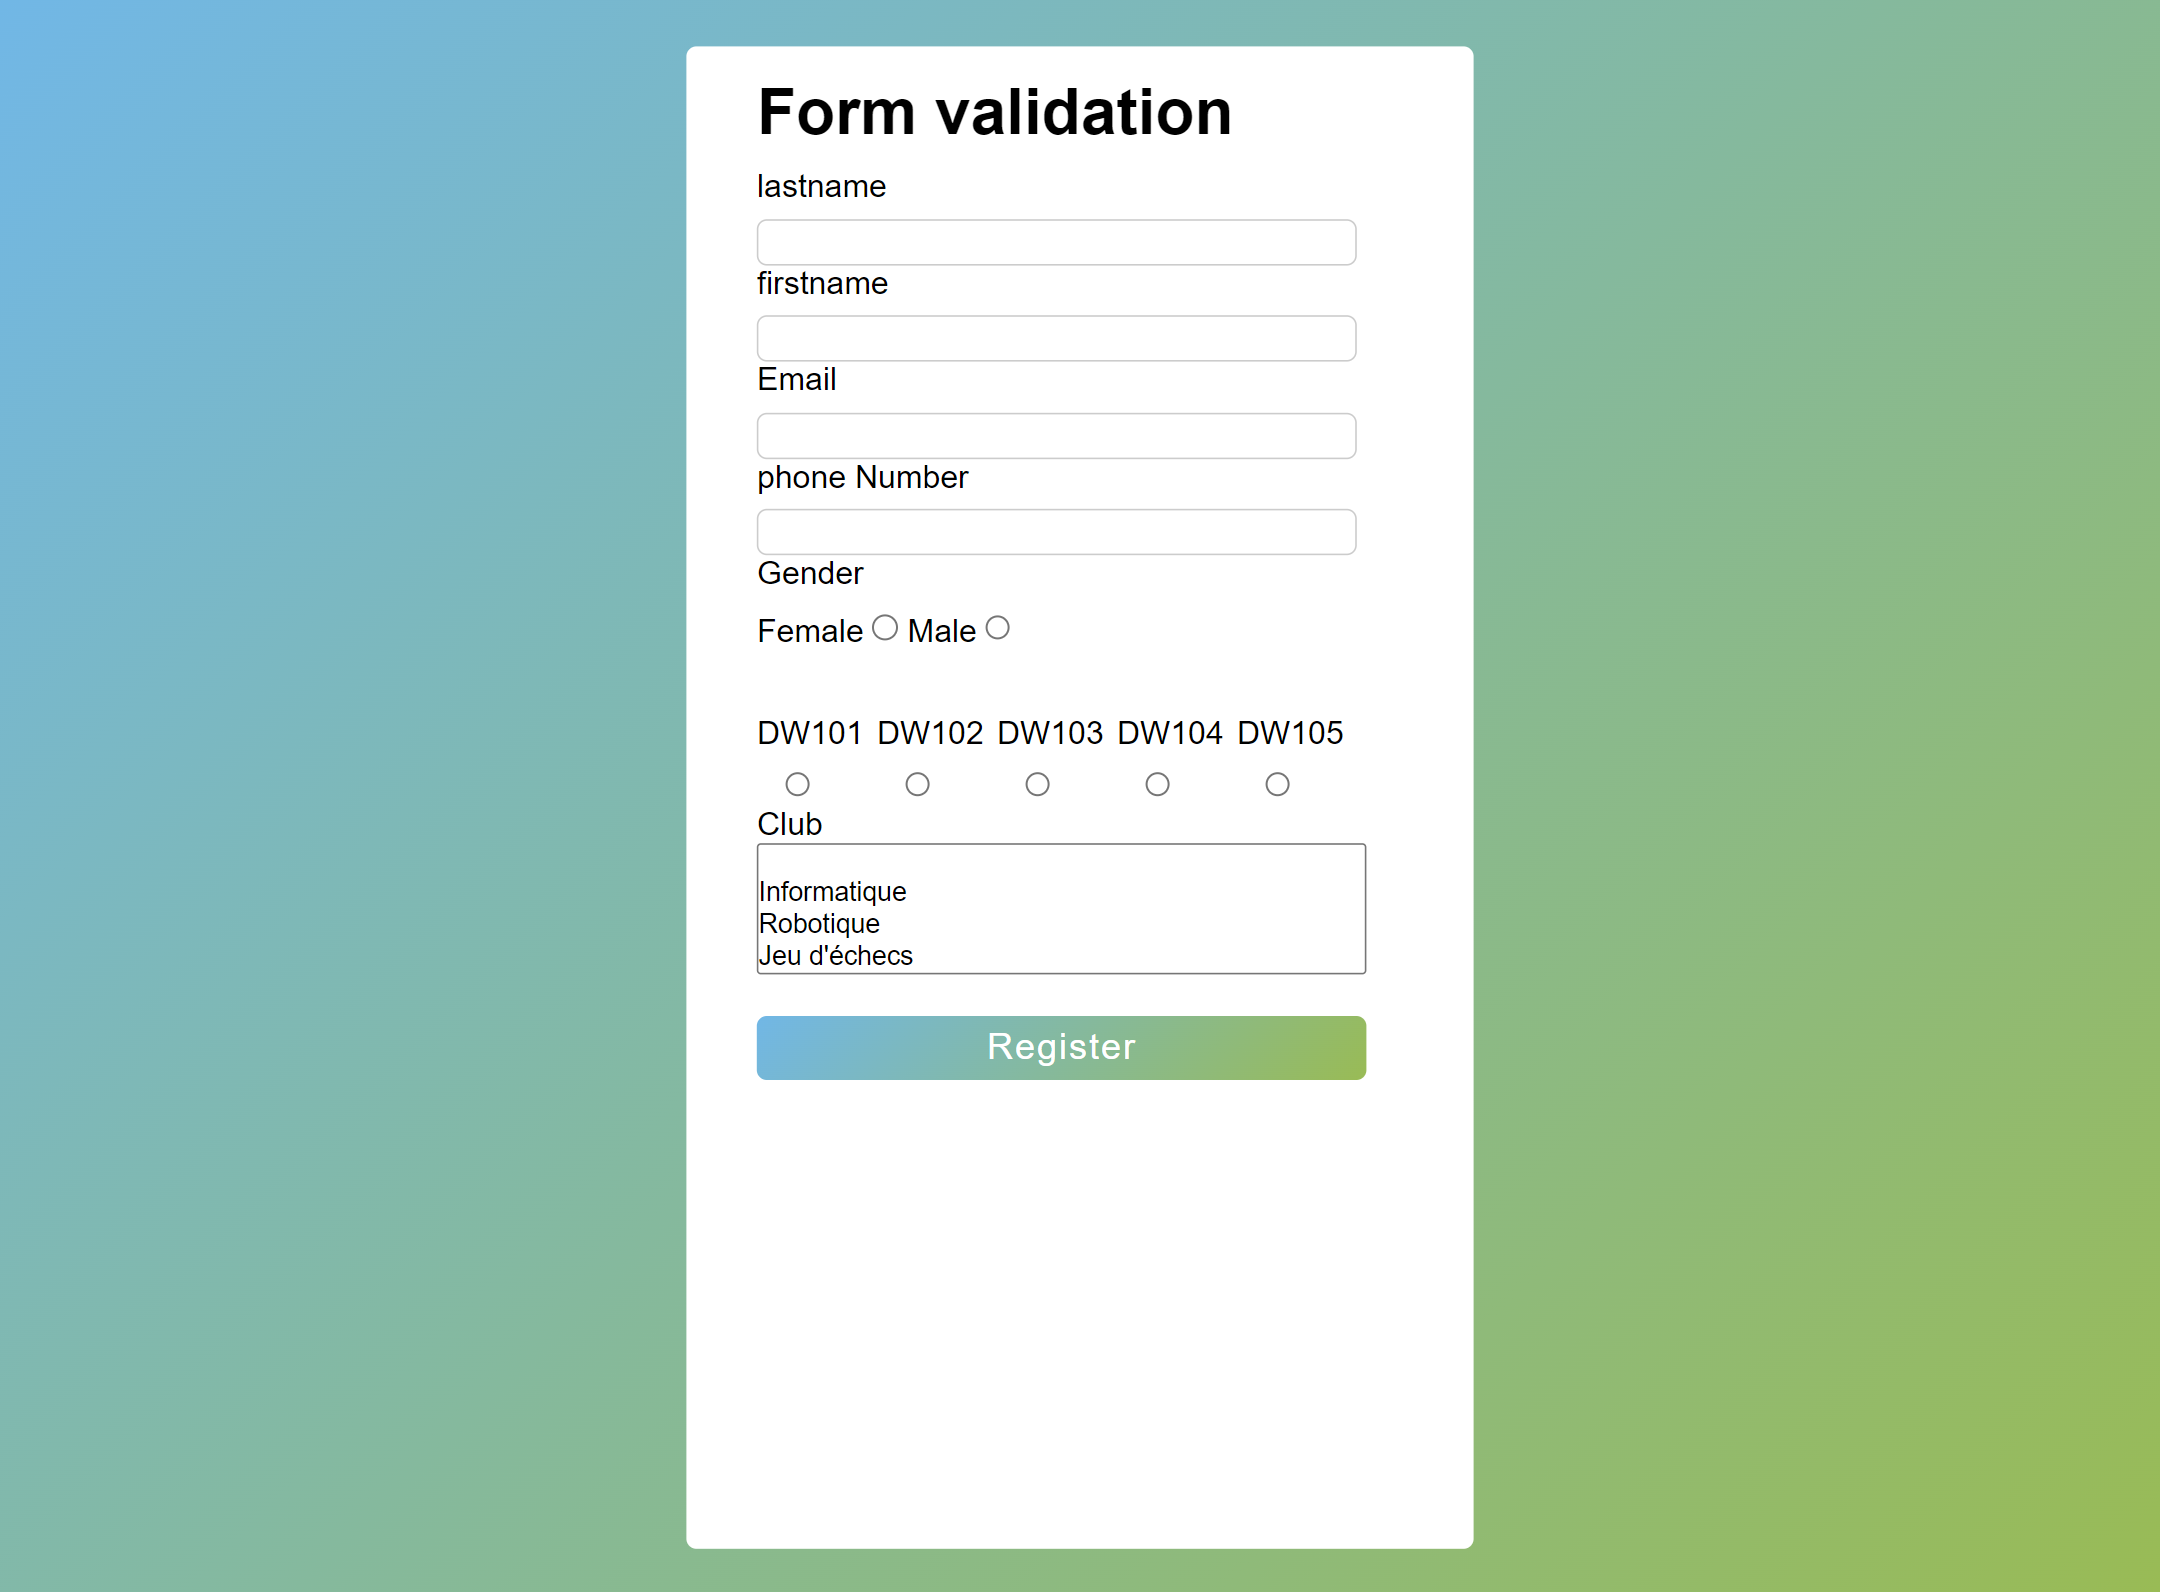 Form validation
lastname
firstname
Email
phone Number
Gender
Female Male
DW101 DW102 DW103 DW104 DW105
Club
Informatique
Robotique
Jeu d'échecs
Register